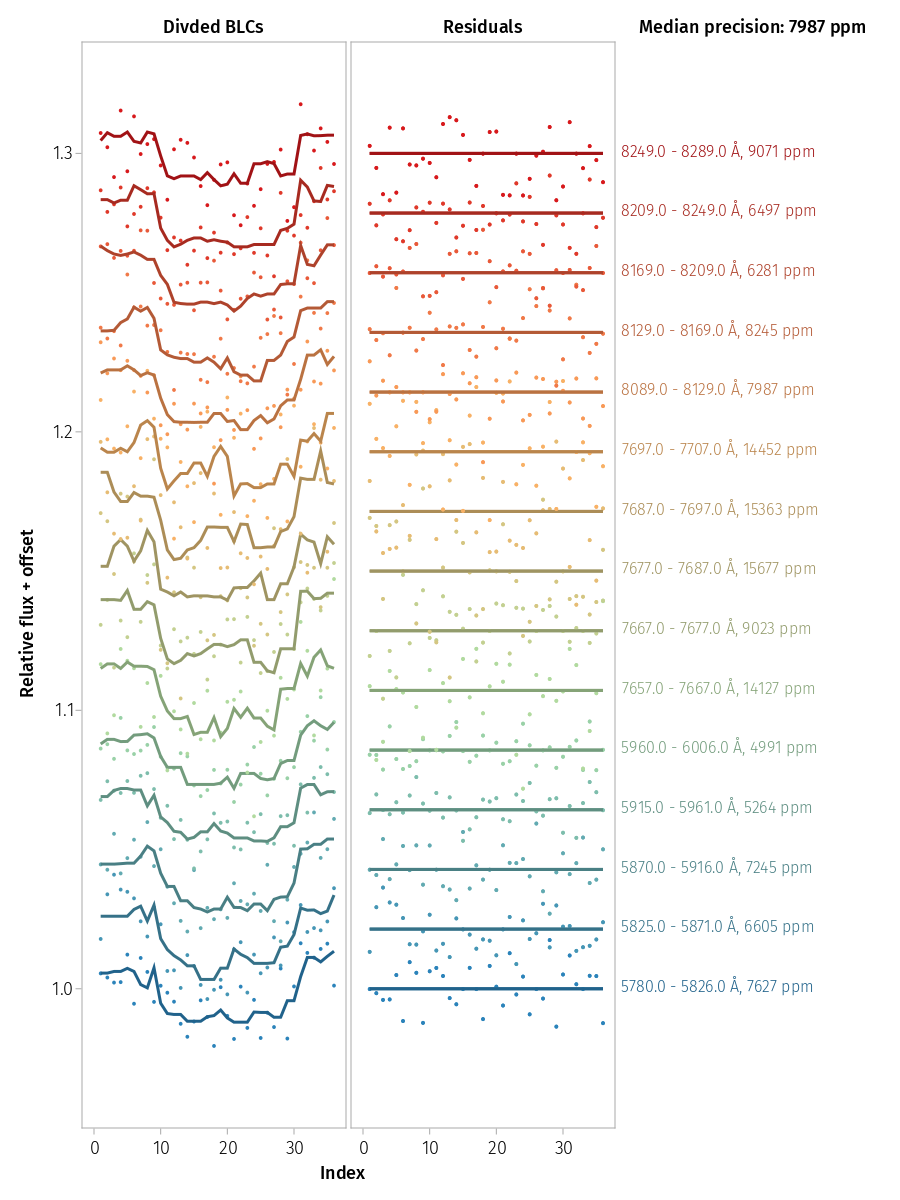 Divded BLCs
Residuals
Median precision: 7987 ppm
Relative flux + offset
1.3
1.2
1.1
1.0
8249.0 - 8289.0 Å, 9071 ppm
8209.0 - 8249.0 Å, 6497 ppm
8169.0 - 8209.0 Å, 6281 ppm
8129.0 - 8169.0 Å, 8245 ppm
8089.0 - 8129.0 Å, 7987 ppm
7697.0 - 7707.0 Å, 14452 ppm
7687.0 - 7697.0 Å, 15363 ppm
7677.0 - 7687.0 Å, 15677 ppm
7667.0 - 7677.0 Å, 9023 ppm
7657.0 - 7667.0 Å, 14127 ppm
5960.0 - 6006.0 Å, 4991 ppm
5915.0 - 5961.0 Å, 5264 ppm
5870.0 - 5916.0 Å, 7245 ppm
5825.0 - 5871.0 Å, 6605 ppm
5780.0 - 5826.0 Å, 7627 ppm
0 10 20 30
0 10 20 30
Index